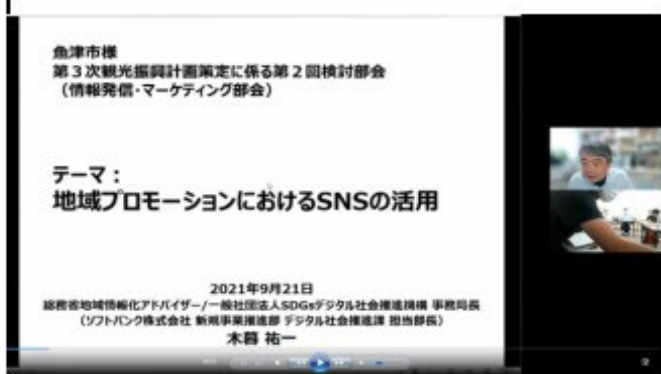 魚津市様
第３次観光振興計画策定に係る第２回検討部会
（情報発信・マーケティング部会）
テーマ：
地域プロモーションにおけるSNSの活用
2021年9月21日
総務省地域情報化アドバイザー/一般社団法人SDGsデジタル社会推進機構 事務局長
（ソフトバンク株式会社 新規事業推進部 デジタル社会推進課 担当部長）
木暮 祐一